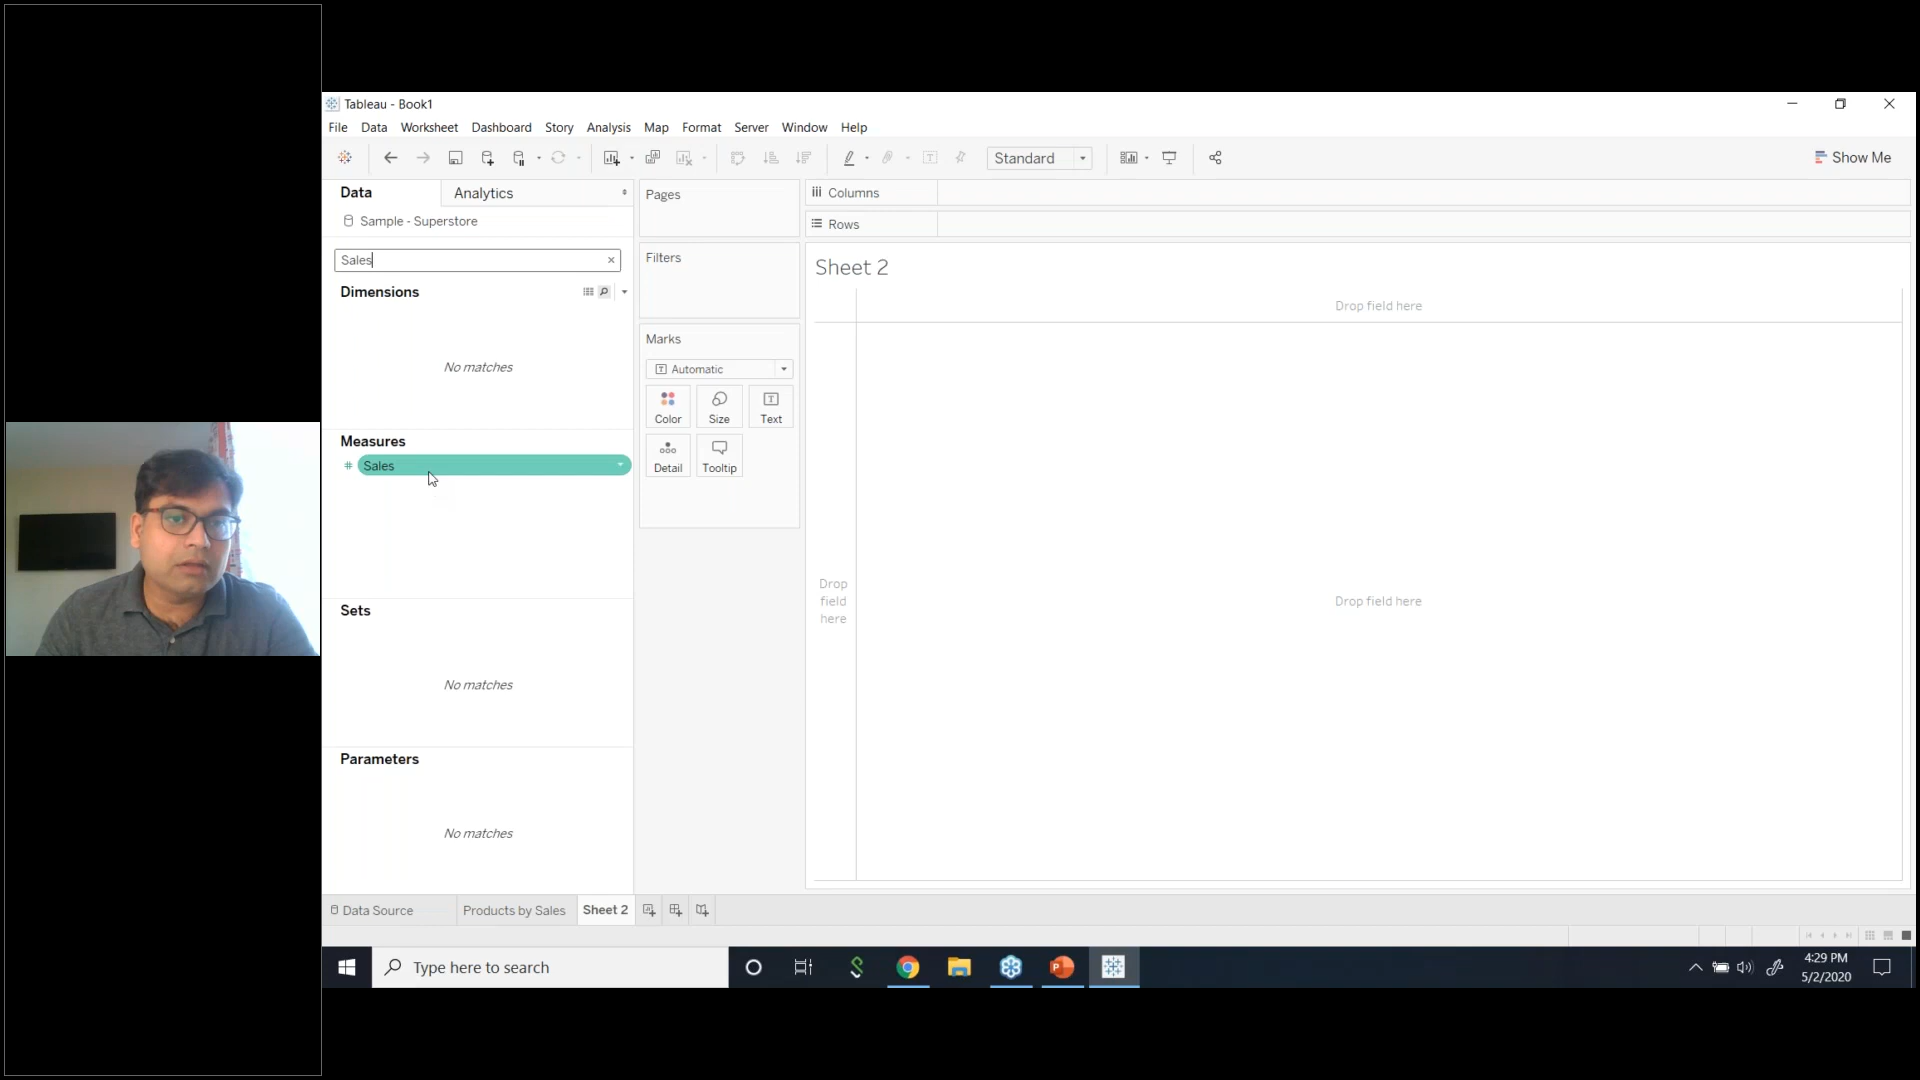 Tableau - Book1
File Data Worksheet Dashboard Story Analysis Map Format Server Window Help
Standard
Show Me
Data
Analytics
Sample - Superstore
Sales
Dimensions
No matches
Measures
Sales
Sets
No matches
Parameters
No matches
Pages
Filters
Marks
Automatic
Color
Size
Text
Detail
Tooltip
Columns
Rows
Sheet 2
Drop field here
Drop
field
here
Drop field here
Data Source
Products by Sales
Sheet 2
Type here to search
4:29 PM
5/2/2020